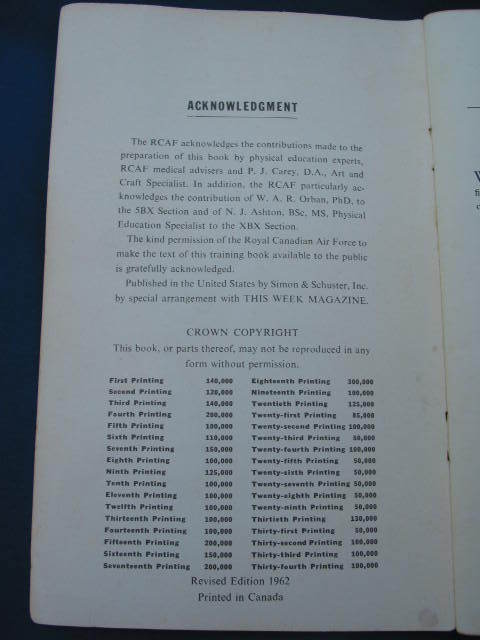 ACKNOWLEDGMENT
The RCAF acknowledges the contributions made to the
preparation of this book by physical education experts,
RCAF medical advisers and P. J. Carey, D.A., Art and
Craft Specialist. In addition, the RCAF particularly ac-
knowledges the contribution of W. A. R. Orban, PhD, to
the 5BX Section and of N. J. Ashton, BSc, MS, Physical
Education Specialist to the XBX Section.
The kind permission of the Royal Canadian Air Force to
make the text of this training book available to the public
is gratefully acknowledged.
Published in the United States by Simon & Schuster, Inc.
by special arrangement with THIS WEEK MAGAZINE.
CROWN COPYRIGHT
This book, or parts thereof, may not be reproduced in any
form without permission.
First Printing 140,000
Second Printing 120,000
Third Printing 140,000
Fourth Printing 200,000
Fifth Printing 100,000
Sixth Printing 110,000
Seventh Printing 150,000
Eighth Printing 100,000
Ninth Printing 125,000
Tenth Printing 100,000
Eleventh Printing 100,000
Twelfth Printing 100,000
Thirteenth Printing 100,000
Fourteenth Printing 100,000
Fifteenth Printing 200,000
Sixteenth Printing 150,000
Seventeenth Printing 200,000
Eighteenth Printing
Nineteenth Printing 100,000
Twentieth Printing 125,000
Twenty-first Printing 85,000
Twenty-second Printing 100,000
Twenty-third Printing 50,000
Twenty-fourth Printing 100,000
Twenty-fifth Printing 50,000
Twenty-sixth Printing 50,000
Twenty-seventh Printing 50,000
Twenty-eighth Printing 50,000
Twenty-ninth Printing 50,000
Thirtieth Printing 130,000
Thirty-first Printing 50,000
Thirty-second Printing 100,000
Thirty-third Printing 100,000
Thirty-fourth Printing 100,000
Revised Edition 1962
Printed in Canada